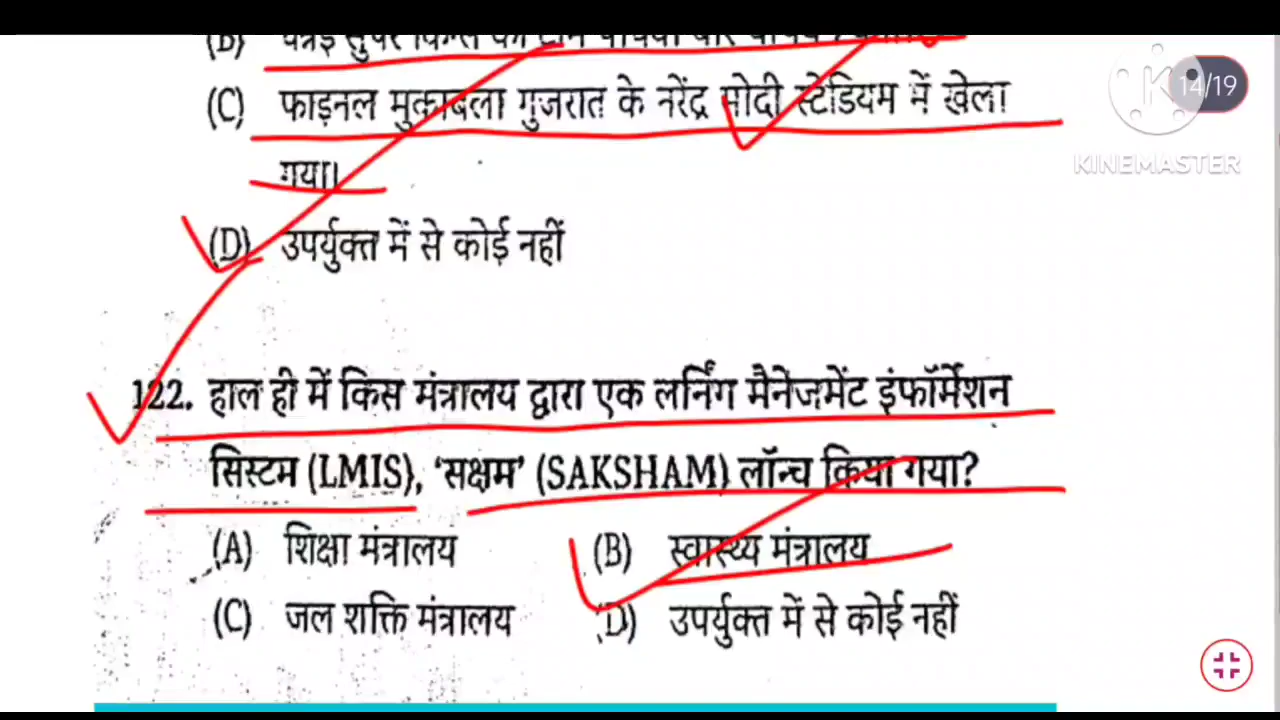 (C) फाइनल मुकाबला गुजरात के नरेंद्र मोदी स्टेडियम में खेला
गया।
(D) उपर्युक्त में से कोई नहीं
122. हाल ही में किस मंत्रालय द्वारा एक लर्निंग मैनेजमेंट इंफॉर्मेशन
सिस्टम (LMIS), ‘सक्षम’ (SAKSHAM) लॉन्च किया गया?
(A) शिक्षा मंत्रालय (B) स्वास्थ्य मंत्रालय
(C) जल शक्ति मंत्रालय (D) उपर्युक्त में से कोई नहीं
14/19
KINEMASTER